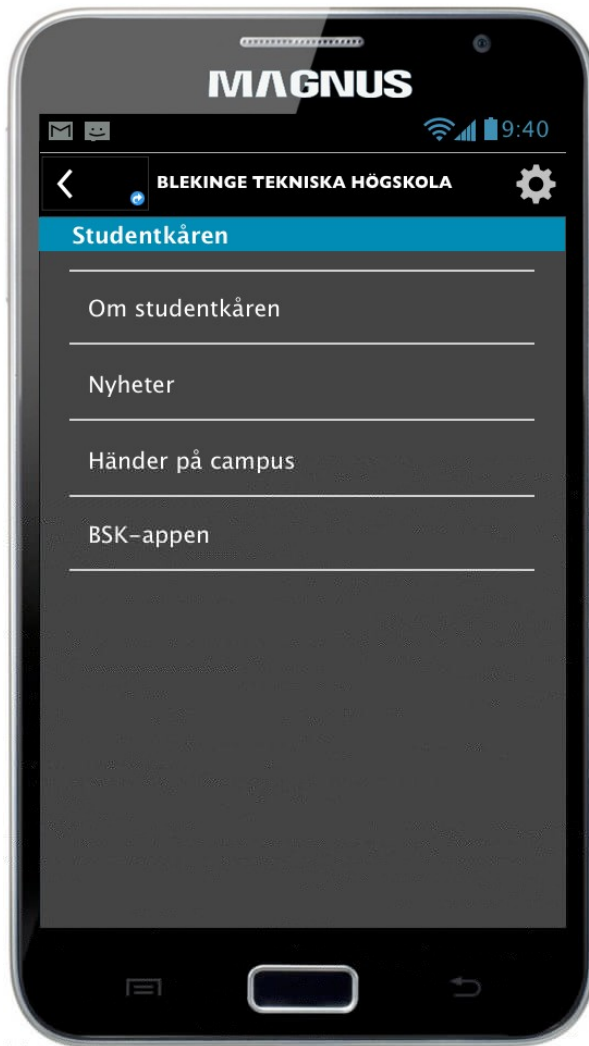 MAGNUS
9:40
BLEKINGE TEKNISKA HÖGSKOLA
Studentkåren
Om studentkåren
Nyheter
Händer på campus
BSK-appen